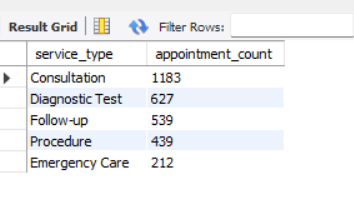 Result Grid Filter Rows:
service_type appointment_count
Consultation 1183
Diagnostic Test 627
Follow-up 539
Procedure 439
Emergency Care 212